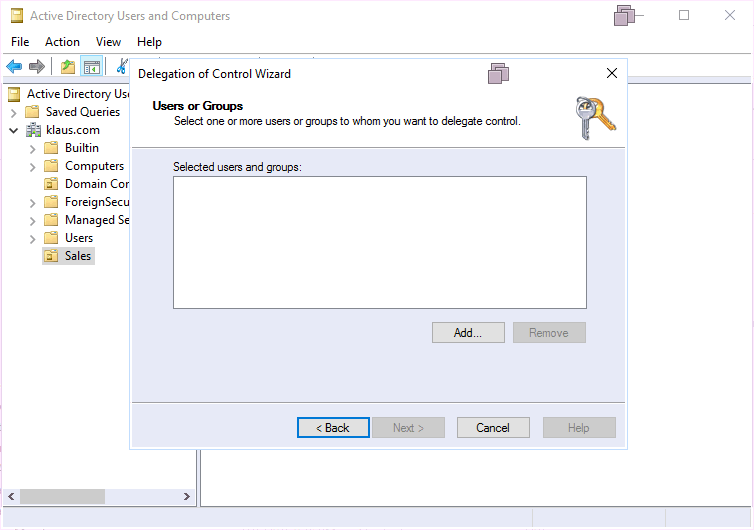 Active Directory Users and Computers
File Action View Help
Delegation of Control Wizard
Users or Groups
Select one or more users or groups to whom you want to delegate control.
Active Directory Use
Saved Queries
klaus.com
Builtin
Computers
Domain Con
ForeignSecu
Managed Se
Users
Sales
Selected users and groups:
Add...
Remove
< Back
Next >
Cancel
Help